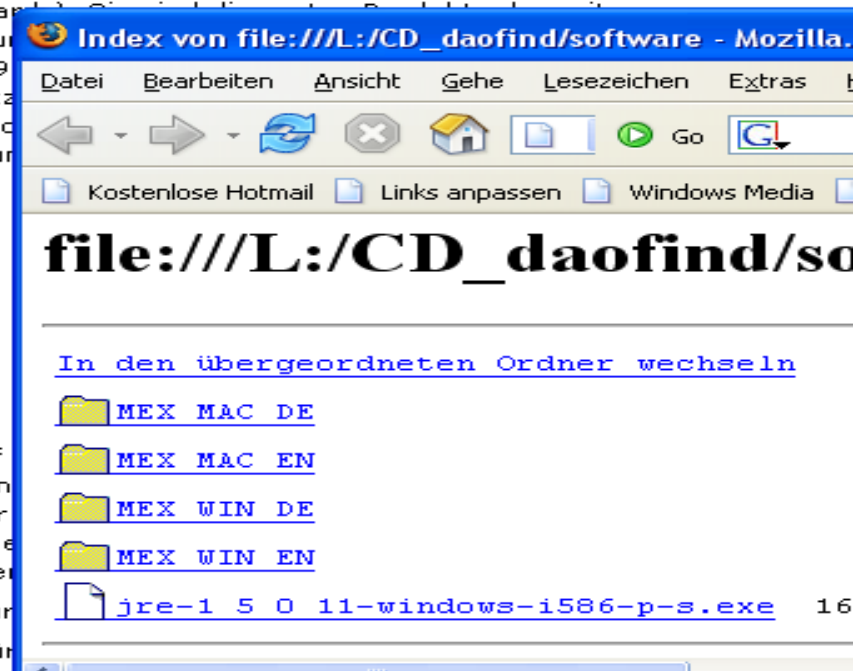 Index von file:///L:/CD_daofind/software - Mozilla
Datei Bearbeiten Ansicht Gehe Lesezeichen Extras
Go G
Kostenlose Hotmail Links anpassen Windows Media
file:///L:/CD_daofind/so
In den übergeordneten Ordner wechseln
MEX MAC DE
MEX MAC EN
MEX WIN DE
MEX WIN EN
jre-1 5 0 11-windows-i586-p-s.exe 16